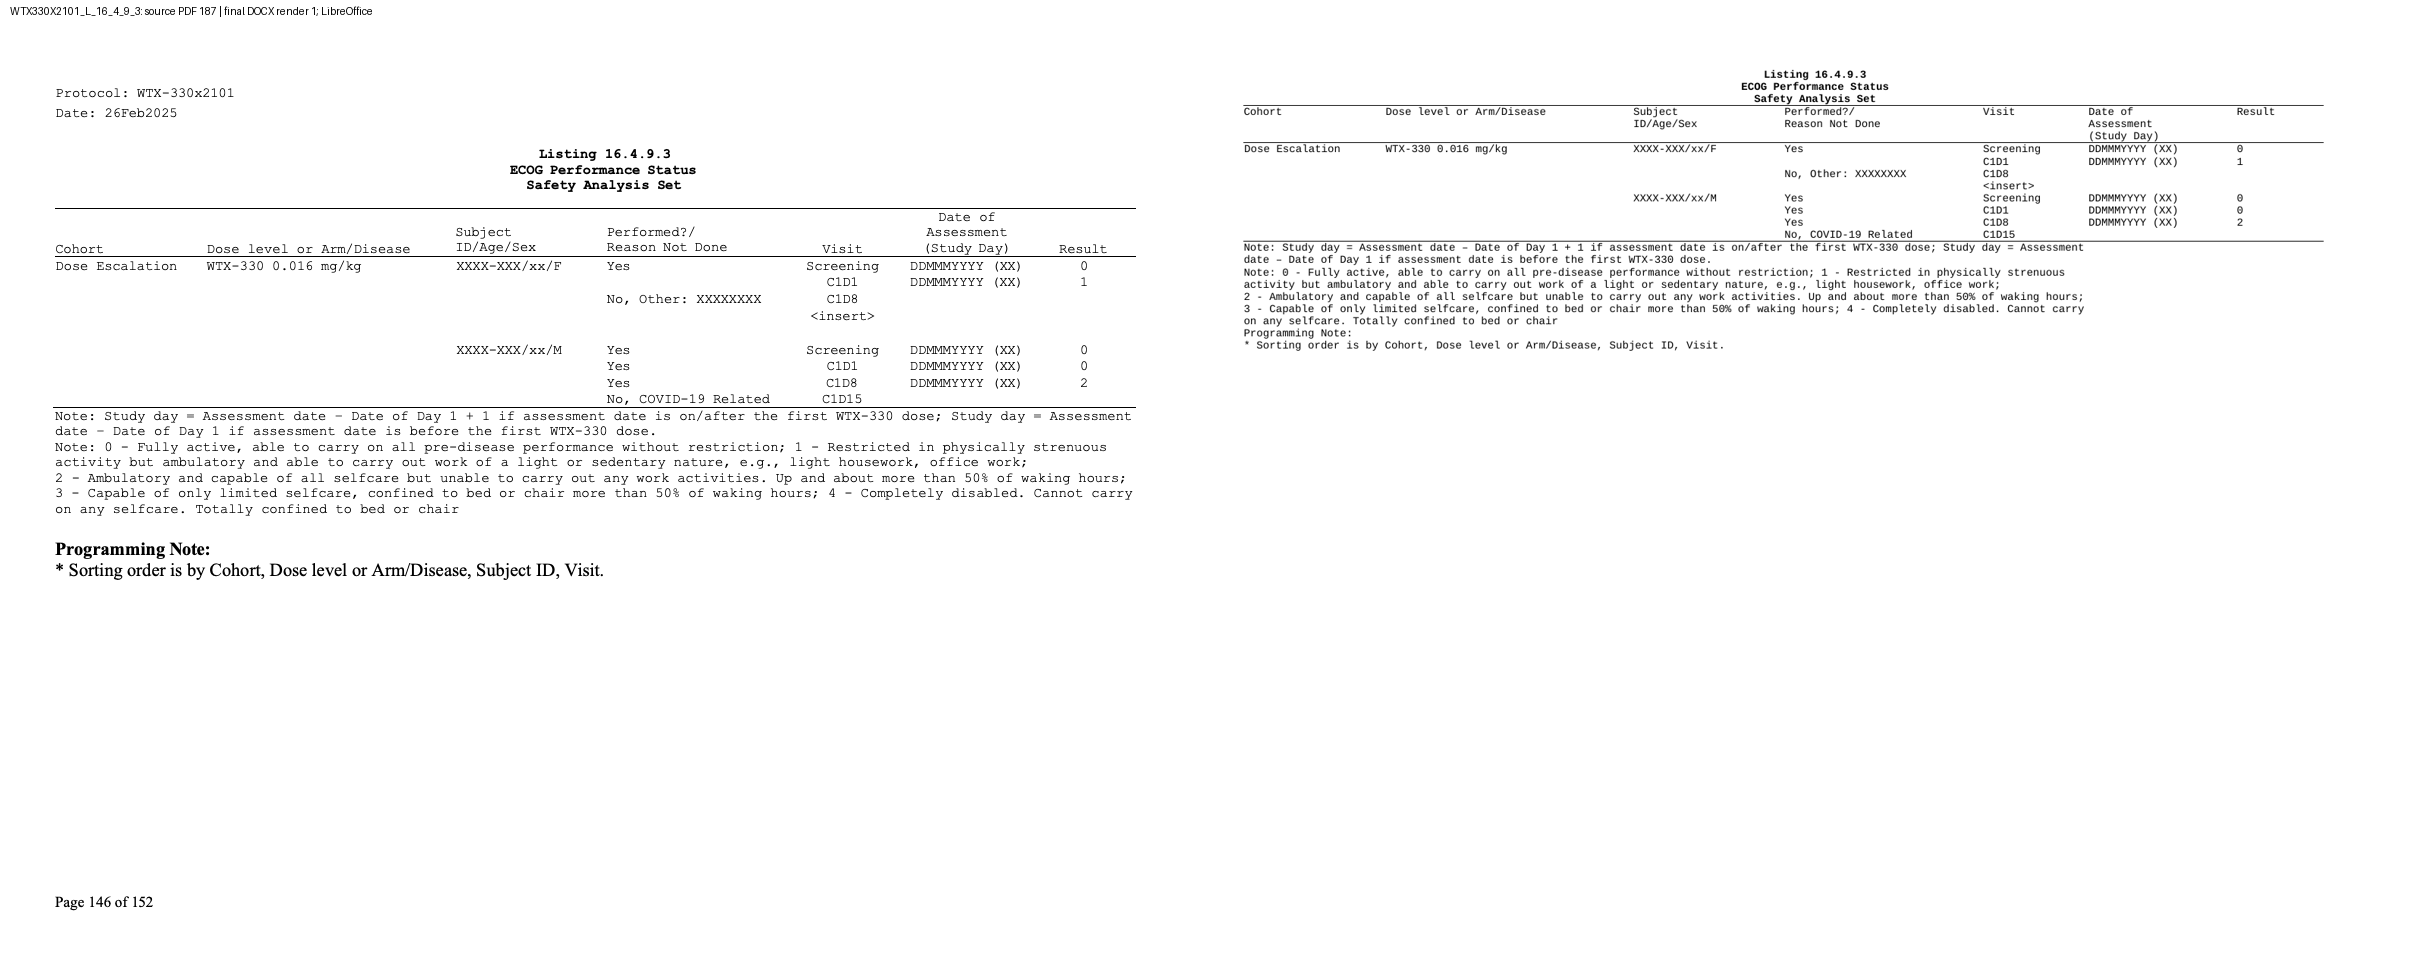 WTX330X2101_L_16_4_9_3: source PDF 187 | final DOCX render 1; LibreOffice
Protocol: WTX-330x2101
Date: 26Feb2025
Listing 16.4.9.3
ECOG Performance Status
Safety Analysis Set
Cohort Dose level or Arm/Disease Subject ID/Age/Sex Performed?/ Reason Not Done Visit Date of Assessment (Study Day) Result
Dose Escalation WTX-330 0.016 mg/kg XXXX-XXX/xx/F Yes Screening DDMMMYYYY (XX) 0
C1D1 DDMMMYYYY (XX) 1
No, Other: XXXXXXXX C1D8
<insert>
XXXX-XXX/xx/M Yes Screening DDMMMYYYY (XX) 0
Yes C1D1 DDMMMYYYY (XX) 0
Yes C1D8 DDMMMYYYY (XX) 2
No, COVID-19 Related C1D15
Note: Study day = Assessment date – Date of Day 1 + 1 if assessment date is on/after the first WTX-330 dose; Study day = Assessment
date – Date of Day 1 if assessment date is before the first WTX-330 dose.
Note: 0 - Fully active, able to carry on all pre-disease performance without restriction; 1 - Restricted in physically strenuous
activity but ambulatory and able to carry out work of a light or sedentary nature, e.g., light housework, office work;
2 - Ambulatory and capable of all selfcare but unable to carry out any work activities. Up and about more than 50% of waking hours;
3 - Capable of only limited selfcare, confined to bed or chair more than 50% of waking hours; 4 - Completely disabled. Cannot carry
on any selfcare. Totally confined to bed or chair
Programming Note:
* Sorting order is by Cohort, Dose level or Arm/Disease, Subject ID, Visit.
Page 146 of 152
Listing 16.4.9.3
ECOG Performance Status
Safety Analysis Set
Cohort Dose level or Arm/Disease Subject Performed?/ Visit Date of Result
ID/Age/Sex Reason Not Done Assessment
(Study Day)
Dose Escalation WTX-330 0.016 mg/kg XXXX-XXX/xx/F Yes Screening DDMMMYYYY (XX) 0
C1D1 DDMMMYYYY (XX) 1
No, Other: XXXXXXXX C1D8
<insert>
XXXX-XXX/xx/M Yes Screening DDMMMYYYY (XX) 0
Yes C1D1 DDMMMYYYY (XX) 0
Yes C1D8 DDMMMYYYY (XX) 2
No, COVID-19 Related C1D15
Note: Study day = Assessment date – Date of Day 1 + 1 if assessment date is on/after the first WTX-330 dose; Study day = Assessment
date – Date of Day 1 if assessment date is before the first WTX-330 dose.
Note: 0 - Fully active, able to carry on all pre-disease performance without restriction; 1 - Restricted in physically strenuous
activity but ambulatory and able to carry out work of a light or sedentary nature, e.g., light housework, office work;
2 - Ambulatory and capable of all selfcare but unable to carry out any work activities. Up and about more than 50% of waking hours;
3 - Capable of only limited selfcare, confined to bed or chair more than 50% of waking hours; 4 - Completely disabled. Cannot carry
on any selfcare. Totally confined to bed or chair
Programming Note:
* Sorting order is by Cohort, Dose level or Arm/Disease, Subject ID, Visit.